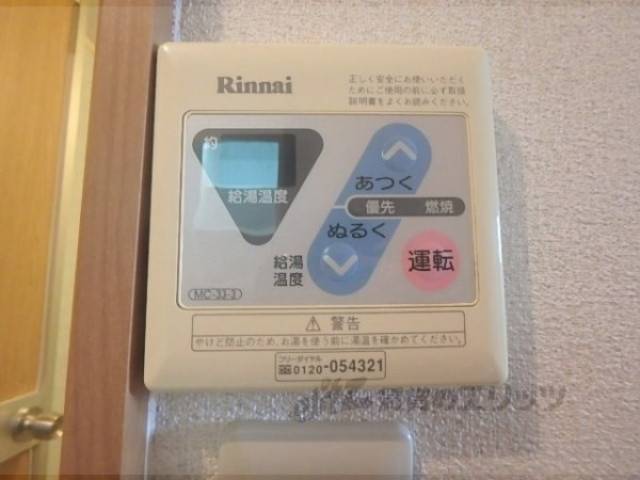 Rinnai
正しく安全にお使いいただく
ためにご使用の前に必ず取扱
説明書をよくお読みください。
給湯温度
あつく
優先 燃焼
ぬるく
給湯
温度
運転
MC-33-2
⚠ 警告
やけど防止のため、お湯を使う前に湯温を確かめてください。
フリーダイヤル
0120-054321